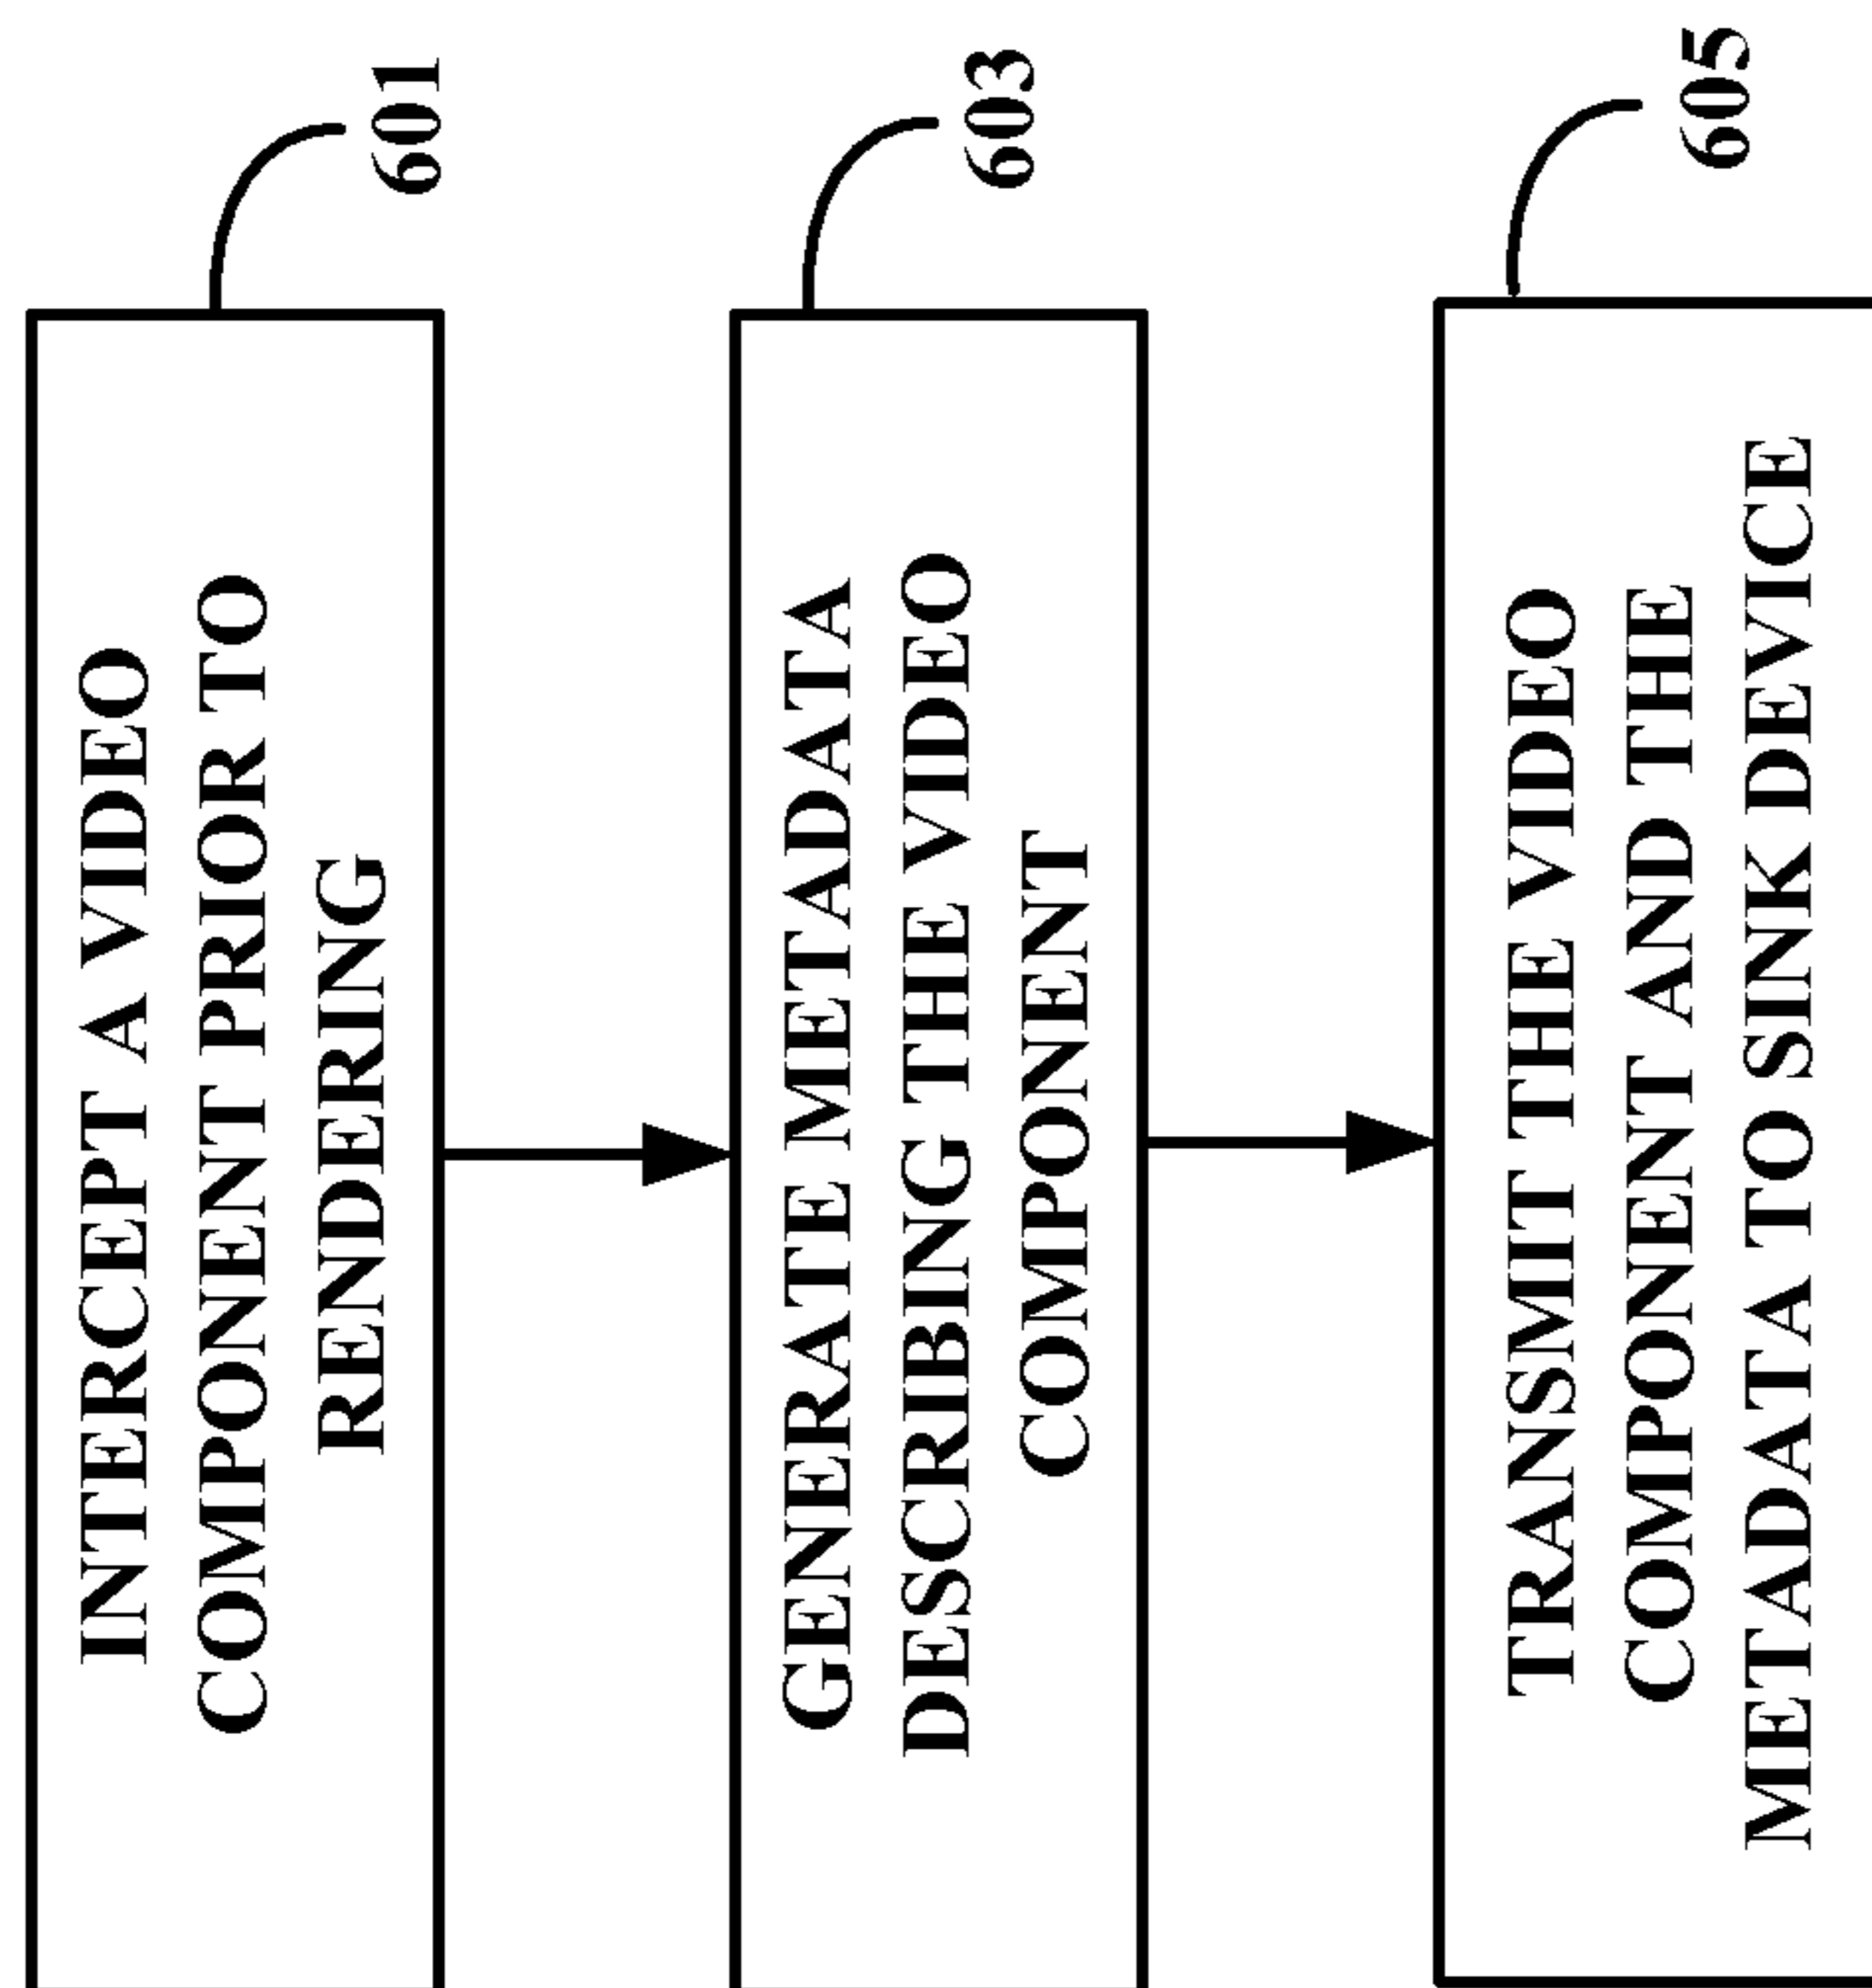 INTERCEPT A VIDEO
COMPONENT PRIOR TO
RENDERING
601
GENERATE METADATA
DESCRIBING THE VIDEO
COMPONENT
603
TRANSMIT THE VIDEO
COMPONENT AND THE
METADATA TO SINK DEVICE
605